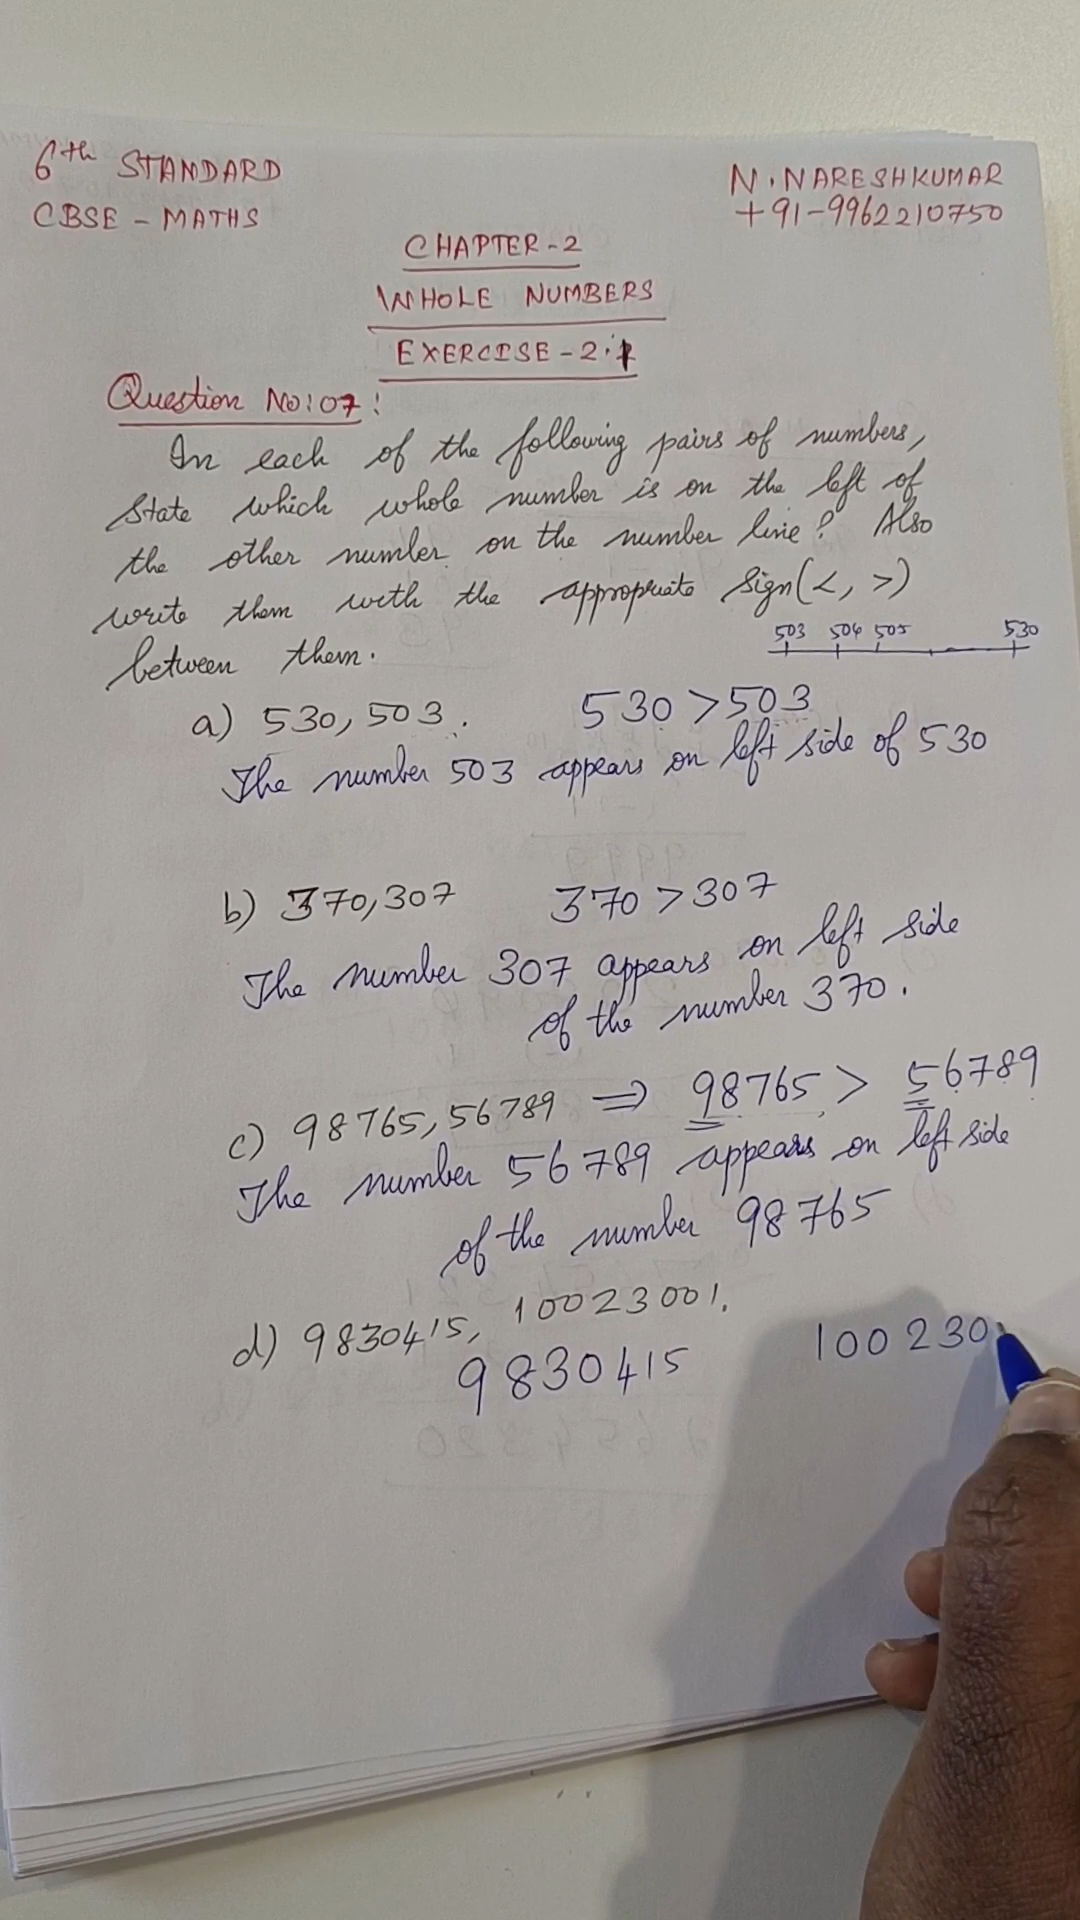 6th STANDARD
CBSE - MATHS
N. NARESHKUMAR
+91-9962210750
CHAPTER-2
WHOLE NUMBERS
EXERCISE-2.1
Question No:07:
In each of the following pairs of numbers,
state which whole number is on the left of
the other number on the number line? Also
write them with the appropriate sign(<, >)
between them.
503 504 505 530
a) 530, 503. 530 > 503
The number 503 appears on left side of 530
b) 370, 307 370 > 307
The number 307 appears on left side
of the number 370.
c) 98765, 56789 ⇒ 98765 > 56789
The number 56789 appears on left side
of the number 98765
d) 9830415, 10023001.
9830415 100230